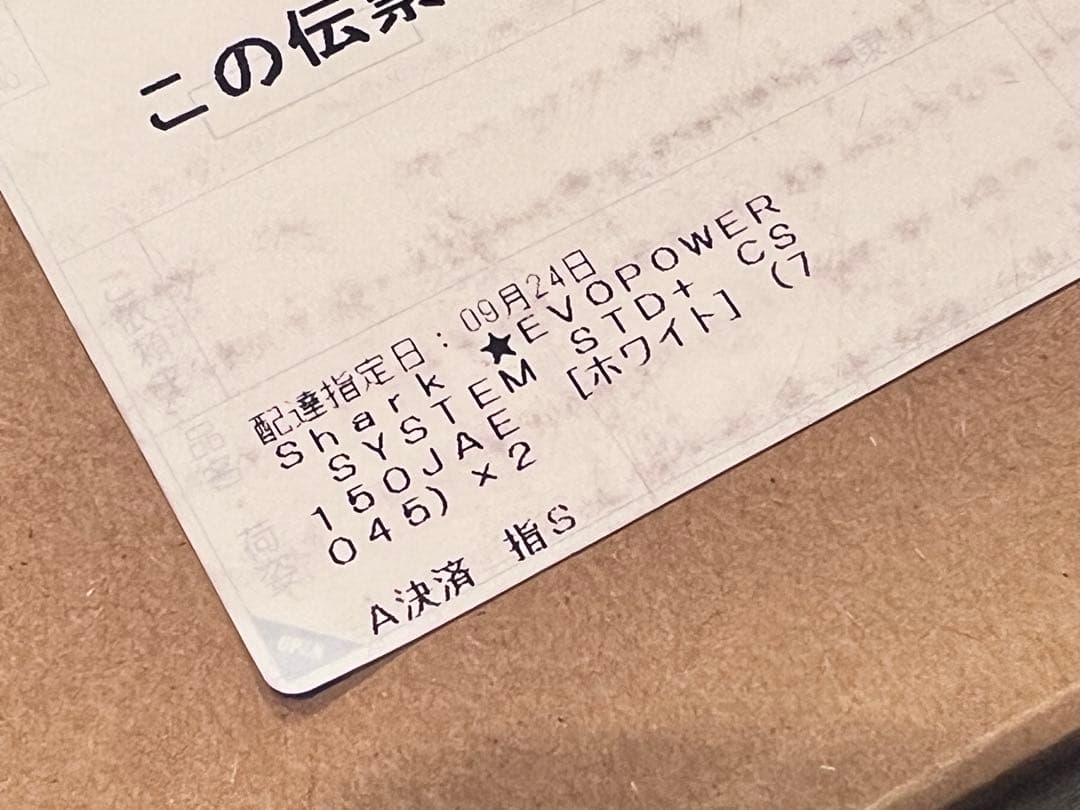 この伝票
配達指定日：09月24日
Shark ★EVOPOWER
SYSTEM STD+ CS
150JAE [ホワイト] (7
045) ×2
A決済 指S
OPEN